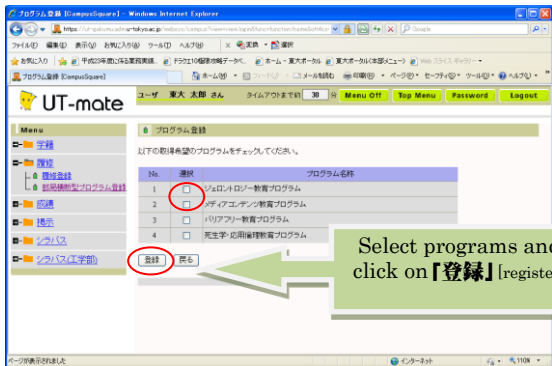 プログラム登録 [CampusSquare] - Windows Internet Explorer
ファイル(F) 編集(E) 表示(V) お気に入り(A) ツール(T) ヘルプ(H) × 変換 選択
お気に入り
プログラム登録 [CampusSquare]
UT-mate
ユーザ 東大 太郎 さん タイムアウトまで約 30 分 Menu Off Top Menu Password Logout
Menu
学籍
履修
履修登録
部局横断型プログラム登録
成績
掲示
シラバス
シラバス(工学部)
プログラム登録
以下の取得希望のプログラムをチェックしてください。
No. 選択 プログラム名称
1 ジェロントロジー教育プログラム
2 メディアコンテンツ教育プログラム
3 バリアフリー教育プログラム
4 死生学・応用倫理教育プログラム
登録 戻る
Select programs and
click on『登録』[registe
ページが表示されました インターネット 110%